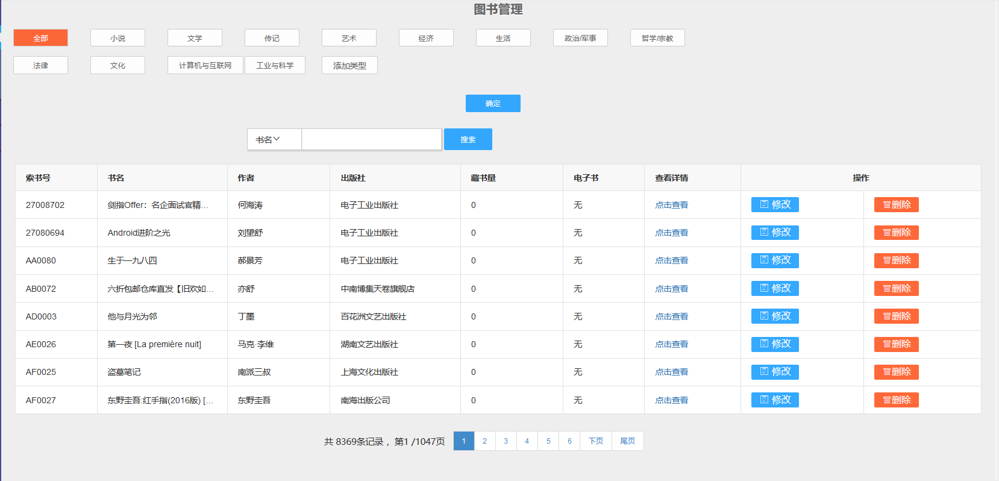 图书管理
全部 小说 文学 传记 艺术 经济 生活 政治/军事 哲学/宗教
法律 文化 计算机与互联网 工业与科学 添加类型
确定
书名 搜索
索书号 书名 作者 出版社 藏书量 电子书 查看详情 操作
27008702 剑指Offer：名企面试官精... 何海涛 电子工业出版社 0 无 点击查看 修改 删除
27080694 Android进阶之光 刘望舒 电子工业出版社 0 无 点击查看 修改 删除
AA0080 生于一九八四 郝景芳 电子工业出版社 0 无 点击查看 修改 删除
AB0072 六折包邮仓库直发【旧欢如... 亦舒 中南博集天卷旗舰店 0 无 点击查看 修改 删除
AD0003 他与月光为邻 丁墨 百花洲文艺出版社 0 无 点击查看 修改 删除
AE0026 第一夜 [La première nuit] 马克·李维 湖南文艺出版社 0 无 点击查看 修改 删除
AF0025 盗墓笔记 南派三叔 上海文化出版社 0 无 点击查看 修改 删除
AF0027 东野圭吾:红手指(2016版) [... 东野圭吾 南海出版公司 0 无 点击查看 修改 删除
共 8369条记录，第1 /1047页 1 2 3 4 5 6 下页 尾页